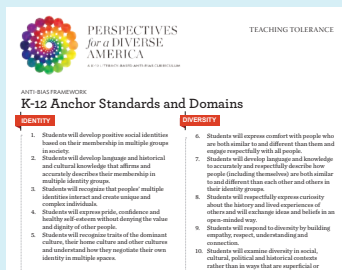 PERSPECTIVES
for a DIVERSE
AMERICA
A K-12 LITERACY-BASED ANTI-BIAS CURRICULUM
TEACHING TOLERANCE
ANTI-BIAS FRAMEWORK
K-12 Anchor Standards and Domains
IDENTITY
1. Students will develop positive social identities
based on their membership in multiple groups
in society.
2. Students will develop language and historical
and cultural knowledge that affirms and
accurately describes their membership in
multiple identity groups.
3. Students will recognize that peoples' multiple
identities interact and create unique and
complex individuals.
4. Students will express pride, confidence and
healthy self-esteem without denying the value
and dignity of other people.
5. Students will recognize traits of the dominant
culture, their home culture and other cultures
and understand how they negotiate their own
identity in multiple spaces.
DIVERSITY
6. Students will express comfort with people who
are both similar to and different than them and
engage respectfully with all people.
7. Students will develop language and knowledge
to accurately and respectfully describe how
people (including themselves) are both similar
to and different than each other and others in
their identity groups.
8. Students will respectfully express curiosity
about the history and lived experiences of
others and will exchange ideas and beliefs in an
open-minded way.
9. Students will respond to diversity by building
empathy, respect, understanding and
connection.
10. Students will examine diversity in social,
cultural, political and historical contexts
rather than in ways that are superficial or